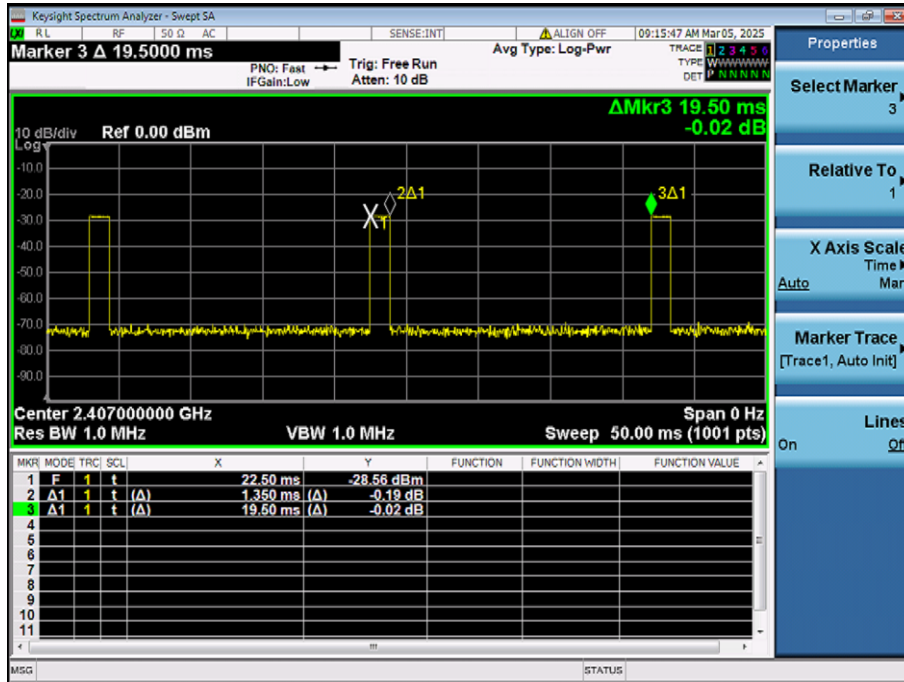 Keysight Spectrum Analyzer - Swept SA
RL RF 50 Ω AC SENSE:INT ALIGN OFF 09:15:47 AM Mar 05, 2025
Marker 3 Δ 19.5000 ms
PNO: Fast
IFGain:Low
Trig: Free Run
Atten: 10 dB
Avg Type: Log-Pwr
TRACE 1 2 3 4 5 6
TYPE W W W W W W
DET P N N N N N
ΔMkr3 19.50 ms
-0.02 dB
10 dB/div Ref 0.00 dBm
Log
-10.0
-20.0
-30.0
-40.0
-50.0
-60.0
-70.0
-80.0
-90.0
2Δ1
1
3Δ1
Center 2.407000000 GHz Span 0 Hz
Res BW 1.0 MHz VBW 1.0 MHz Sweep 50.00 ms (1001 pts)
MKR MODE TRC SCL X Y FUNCTION FUNCTION WIDTH FUNCTION VALUE
1 F 1 t 22.50 ms -28.56 dBm
2 Δ1 1 t (Δ) 1.350 ms (Δ) -0.19 dB
3 Δ1 1 t (Δ) 19.50 ms (Δ) -0.02 dB
4
5
6
7
8
9
10
11
MSG STATUS
Properties
Select Marker
3
Relative To
1
X Axis Scale
Time
Auto Man
Marker Trace
[Trace1, Auto Init]
Lines
On Off